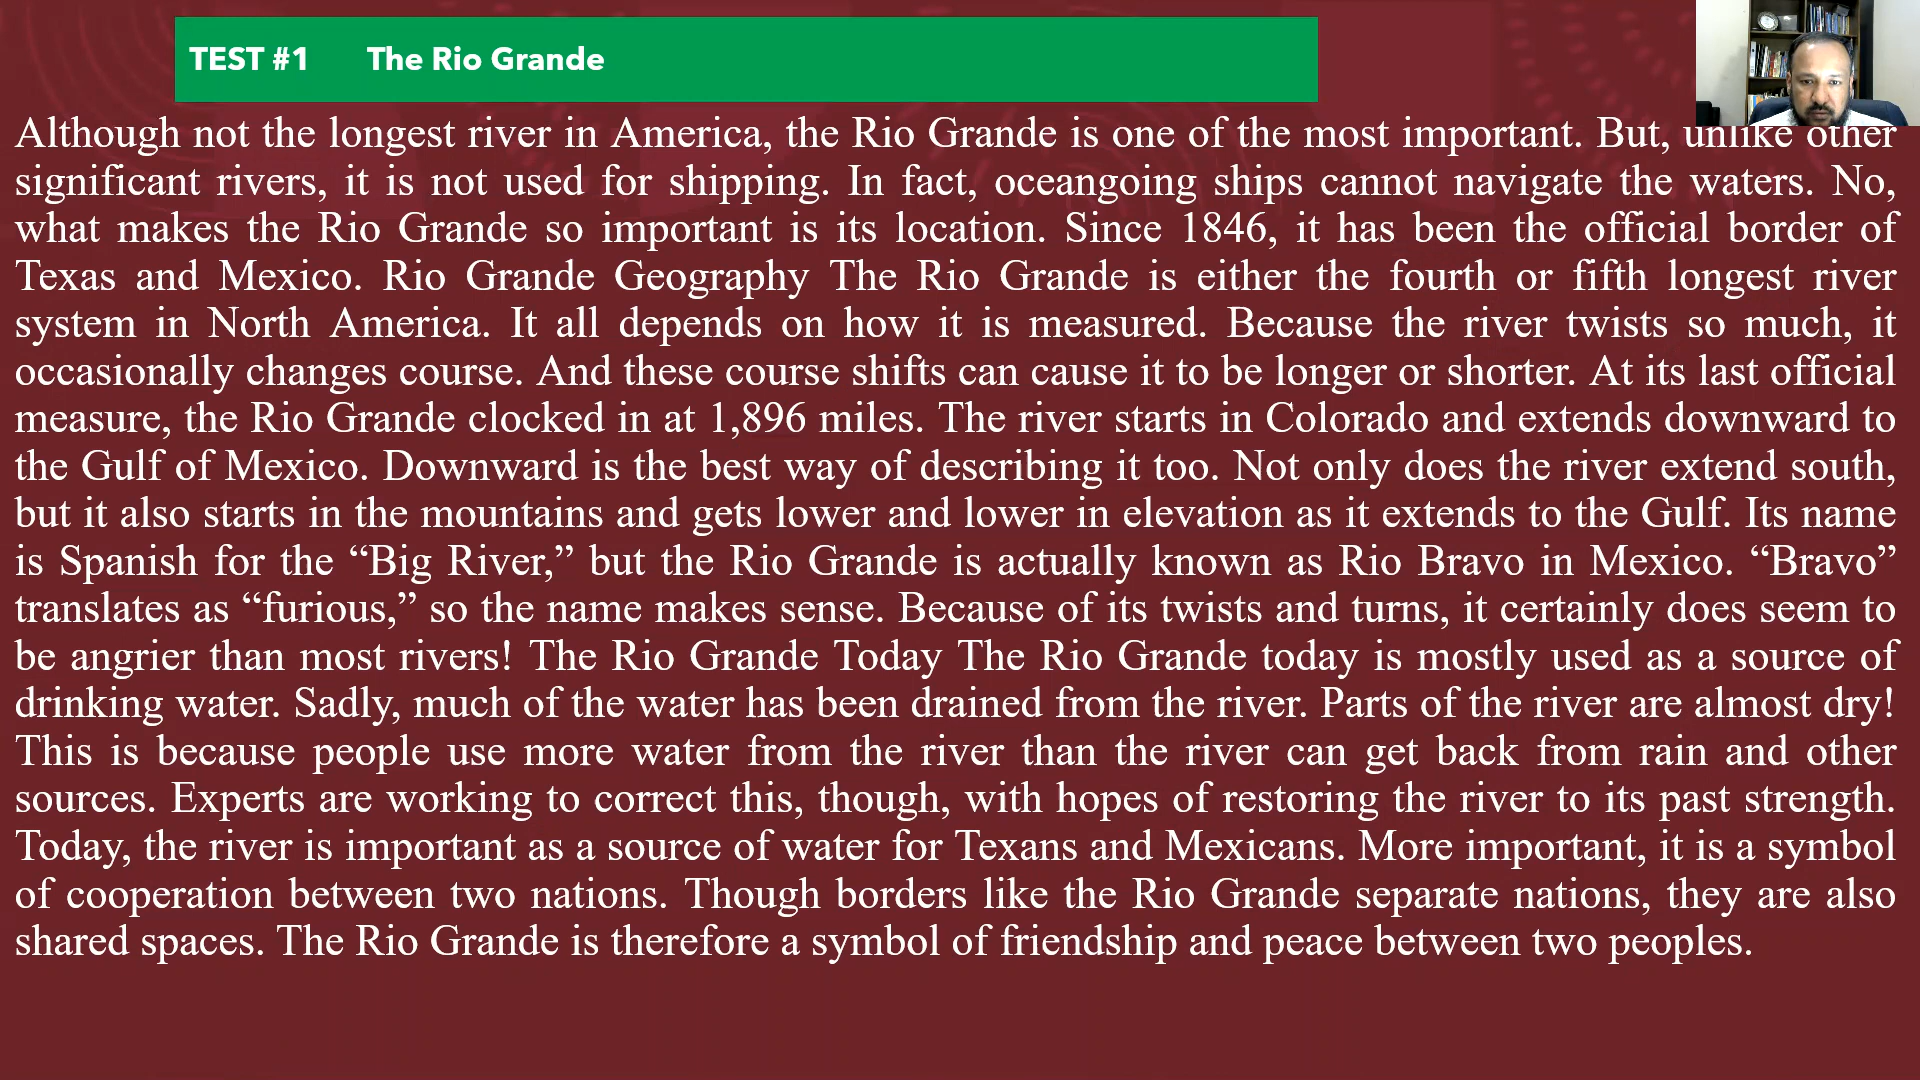 TEST #1 The Rio Grande
Although not the longest river in America, the Rio Grande is one of the most important. But, unlike other
significant rivers, it is not used for shipping. In fact, oceangoing ships cannot navigate the waters. No,
what makes the Rio Grande so important is its location. Since 1846, it has been the official border of
Texas and Mexico. Rio Grande Geography The Rio Grande is either the fourth or fifth longest river
system in North America. It all depends on how it is measured. Because the river twists so much, it
occasionally changes course. And these course shifts can cause it to be longer or shorter. At its last official
measure, the Rio Grande clocked in at 1,896 miles. The river starts in Colorado and extends downward to
the Gulf of Mexico. Downward is the best way of describing it too. Not only does the river extend south,
but it also starts in the mountains and gets lower and lower in elevation as it extends to the Gulf. Its name
is Spanish for the “Big River,” but the Rio Grande is actually known as Rio Bravo in Mexico. “Bravo”
translates as “furious,” so the name makes sense. Because of its twists and turns, it certainly does seem to
be angrier than most rivers! The Rio Grande Today The Rio Grande today is mostly used as a source of
drinking water. Sadly, much of the water has been drained from the river. Parts of the river are almost dry!
This is because people use more water from the river than the river can get back from rain and other
sources. Experts are working to correct this, though, with hopes of restoring the river to its past strength.
Today, the river is important as a source of water for Texans and Mexicans. More important, it is a symbol
of cooperation between two nations. Though borders like the Rio Grande separate nations, they are also
shared spaces. The Rio Grande is therefore a symbol of friendship and peace between two peoples.